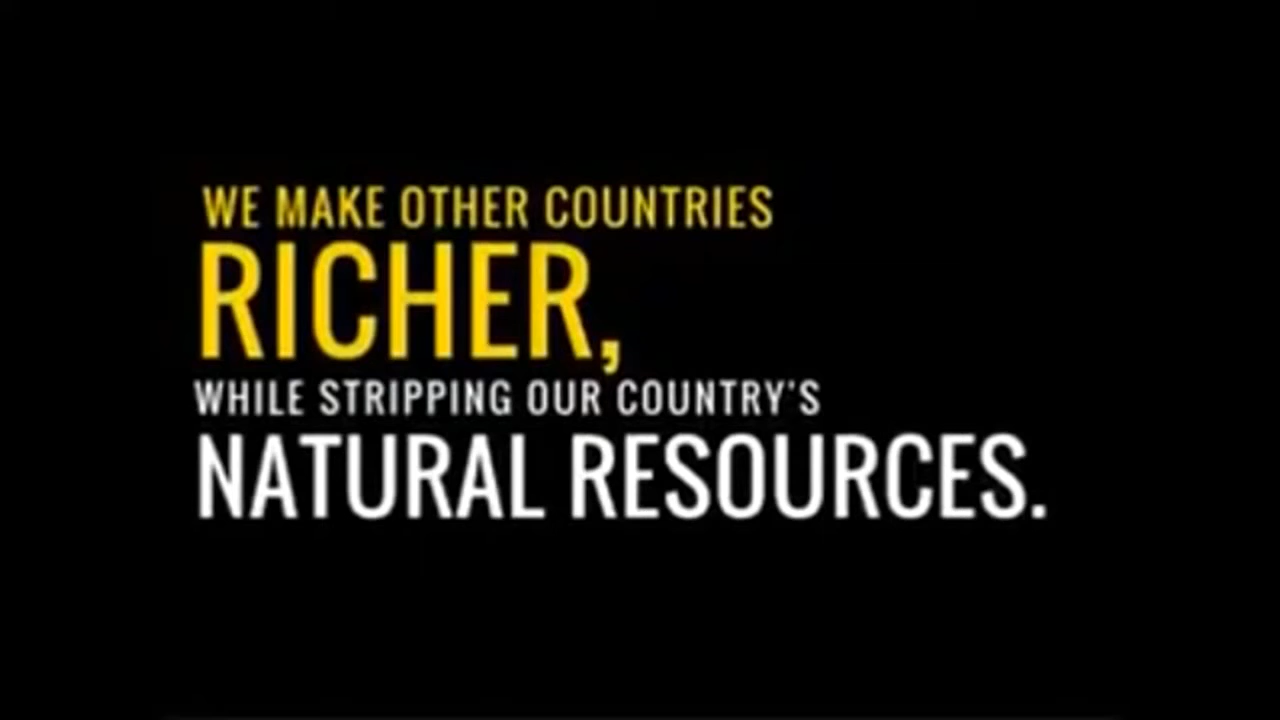 WE MAKE OTHER COUNTRIES
RICHER,
WHILE STRIPPING OUR COUNTRY'S
NATURAL RESOURCES.